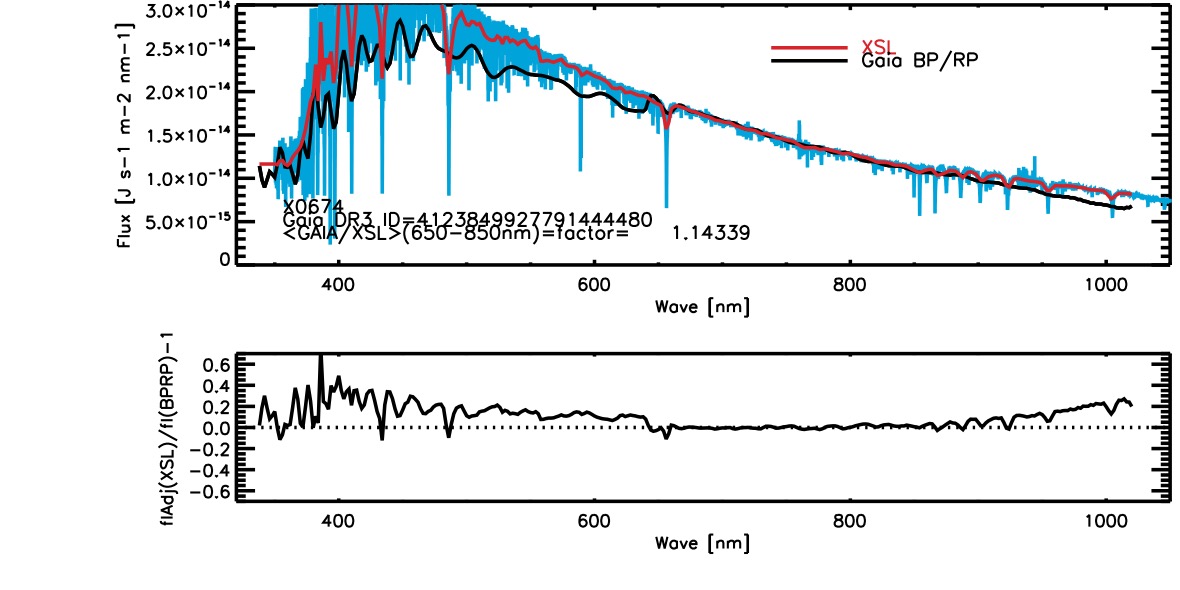 3.0×10−14
2.5×10−14
2.0×10−14
1.5×10−14
1.0×10−14
5.0×10−15
0
Flux [J s−1 m−2 nm−1]
XSL
Gaia BP/RP
X0674
Gaia DR3 ID=4123849927791444480
<GAIA/XSL>(650−850nm)=factor= 1.14339
400 600 800 1000
Wave [nm]
0.6
0.4
0.2
0.0
−0.2
−0.4
−0.6
flAdj(XSL)/fl(BPRP)−1
400 600 800 1000
Wave [nm]